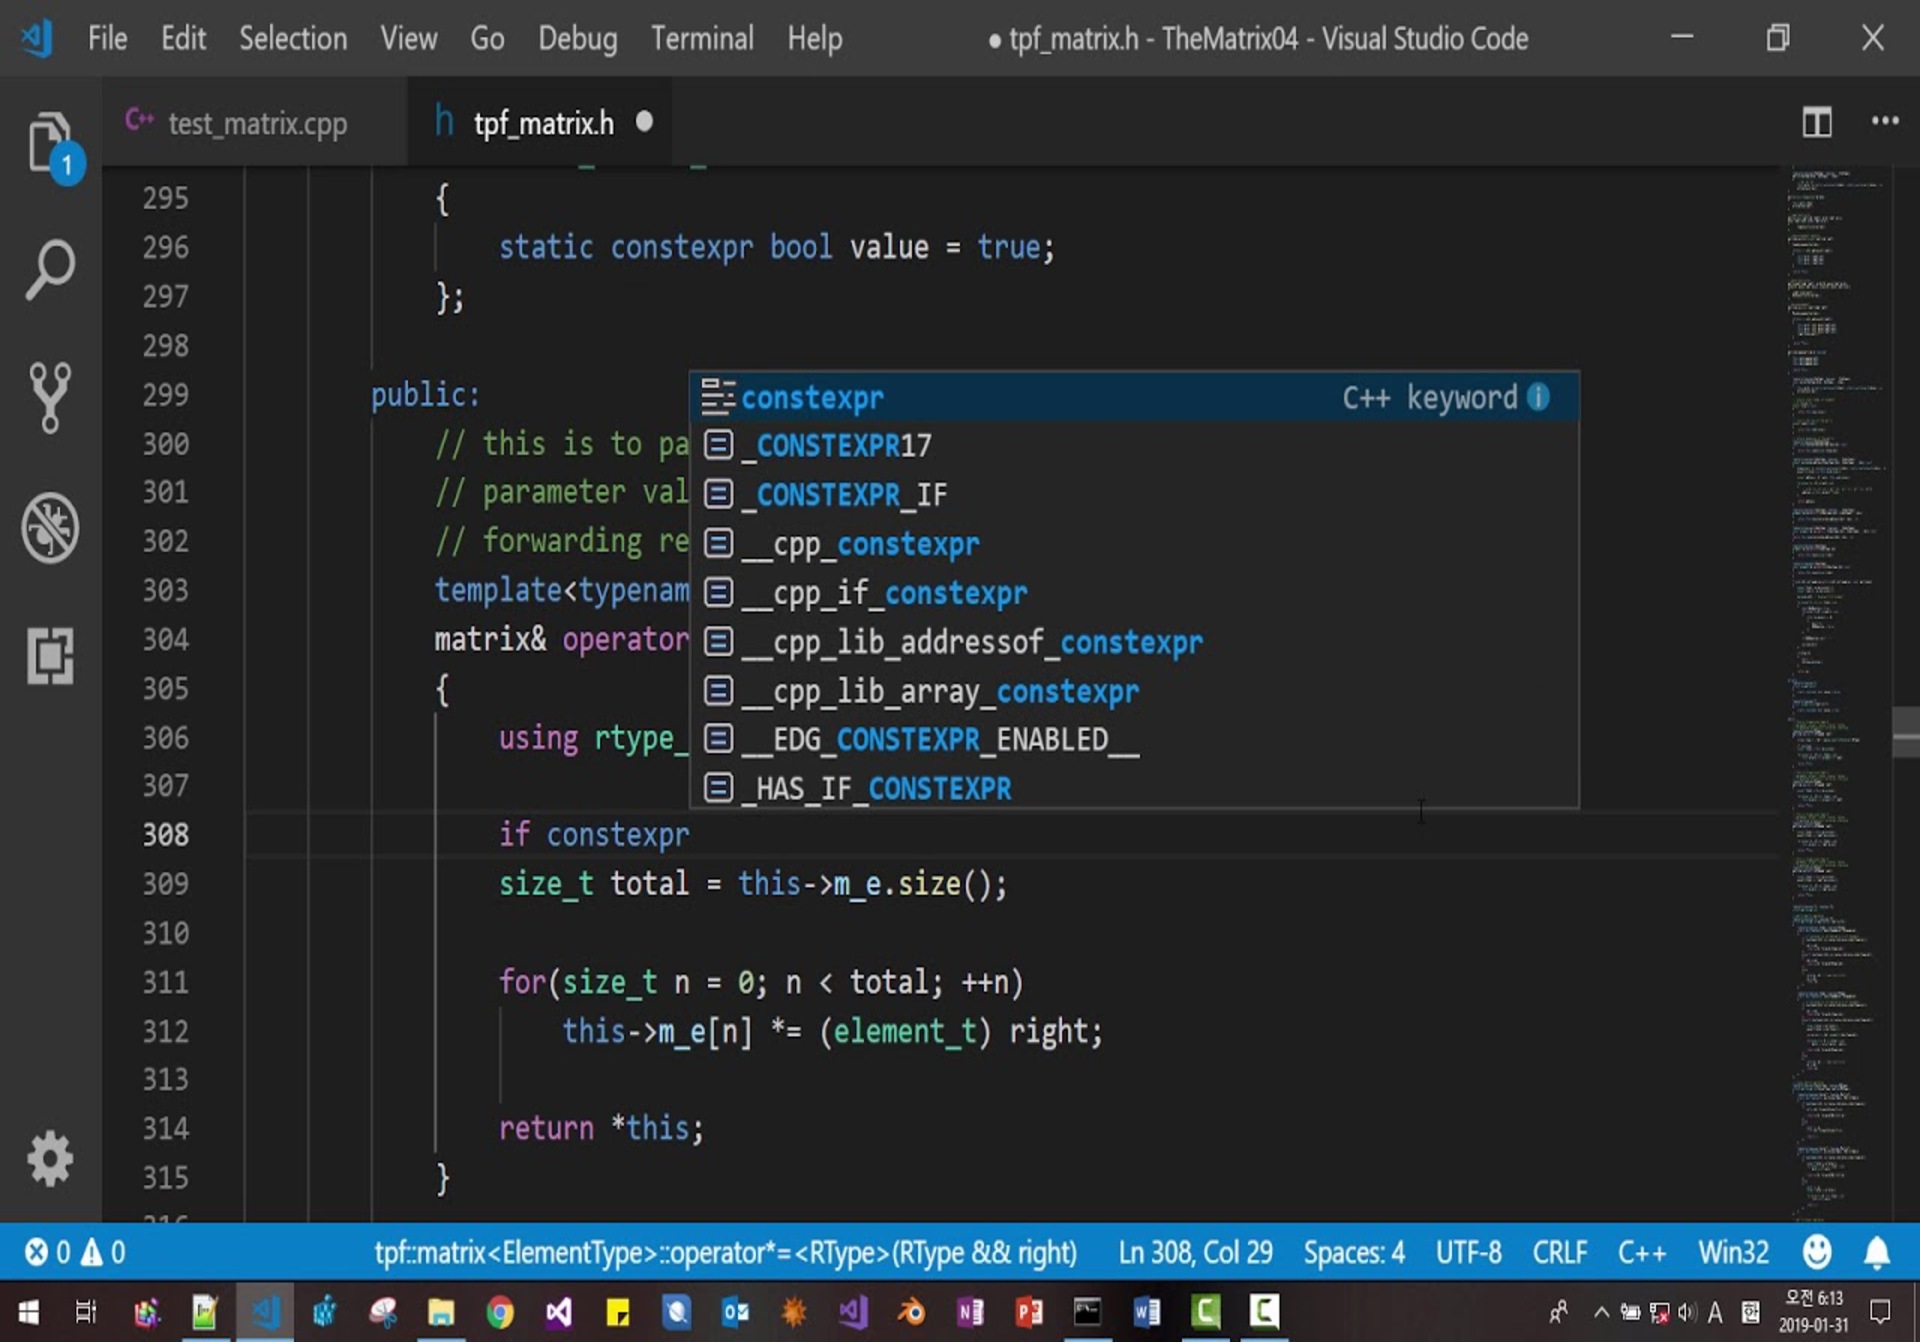 File Edit Selection View Go Debug Terminal Help ● tpf_matrix.h - TheMatrix04 - Visual Studio Code
C++ test_matrix.cpp h tpf_matrix.h ●
1
295 {
296 static constexpr bool value = true;
297 };
298
299 public:
300 // this is to pa
301 // parameter val
302 // forwarding re
303 template<typenam
304 matrix& operator
305 {
306 using rtype_
307
constexpr C++ keyword
_CONSTEXPR17
_CONSTEXPR_IF
__cpp_constexpr
__cpp_if_constexpr
__cpp_lib_addressof_constexpr
__cpp_lib_array_constexpr
__EDG_CONSTEXPR_ENABLED__
_HAS_IF_CONSTEXPR
308 if constexpr
309 size_t total = this->m_e.size();
310
311 for(size_t n = 0; n < total; ++n)
312 this->m_e[n] *= (element_t) right;
313
314 return *this;
315 }
0 0 tpf::matrix<ElementType>::operator*=<RType>(RType && right) Ln 308, Col 29 Spaces: 4 UTF-8 CRLF C++ Win32
A 오전 6:13
2019-01-31